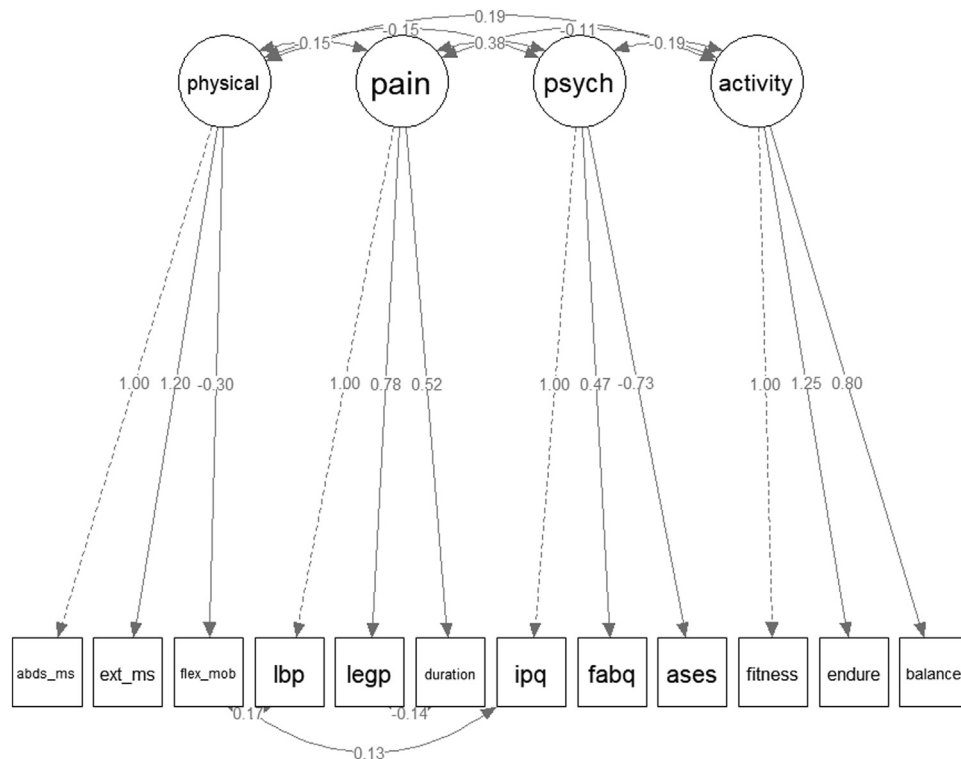 0.19
-0.15 -0.11
-0.15 0.38 -0.19
physical pain psych activity
1.00 1.20 -0.30 1.00 0.78 0.52 1.00 0.47 -0.73 1.00 1.25 0.80
abds_ms ext_ms flex_mob lbp legp duration ipq fabq ases fitness endure balance
0.17 -0.14
0.13